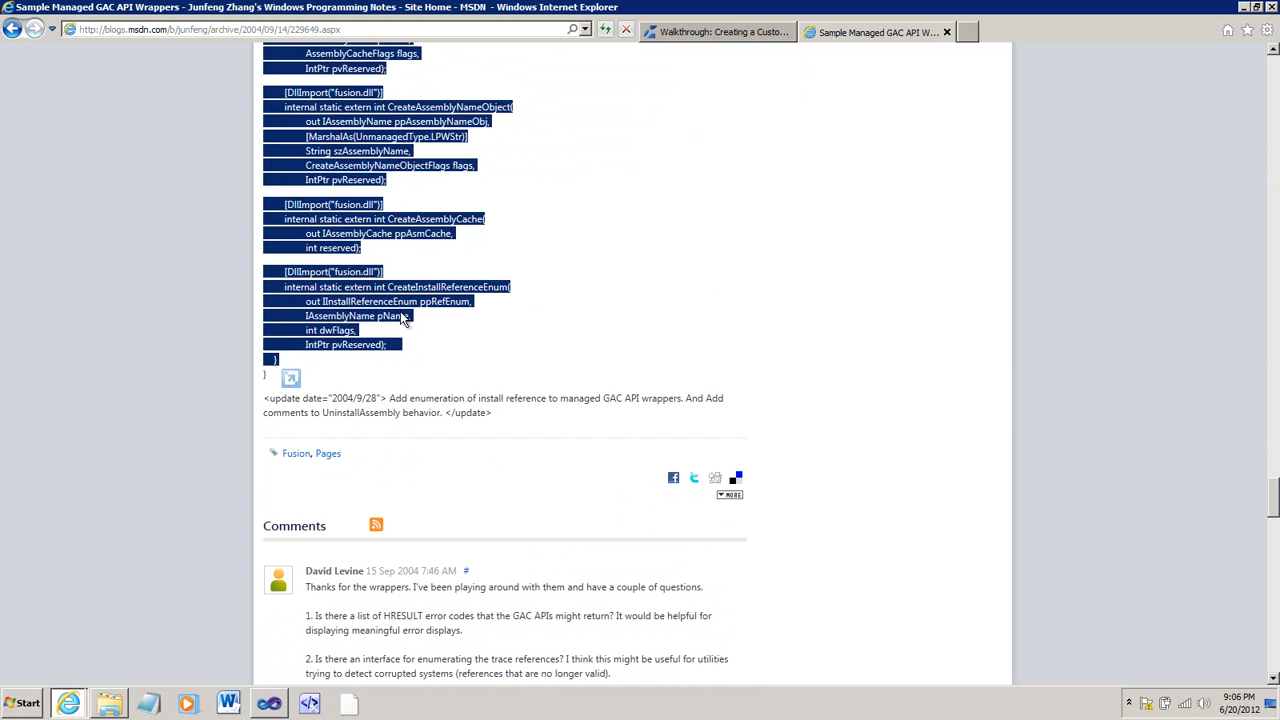 Sample Managed GAC API Wrappers - Junfeng Zhang's Windows Programming Notes - Site Home - MSDN - Windows Internet Explorer
http://blogs.msdn.com/b/junfeng/archive/2004/09/14/229649.aspx
Walkthrough: Creating a Custo...
Sample Managed GAC API W...
AssemblyCacheFlags flags,
IntPtr pvReserved);
[DllImport("fusion.dll")]
internal static extern int CreateAssemblyNameObject(
out IAssemblyName ppAssemblyNameObj,
[MarshalAs(UnmanagedType.LPWStr)]
String szAssemblyName,
CreateAssemblyNameObjectFlags flags,
IntPtr pvReserved);
[DllImport("fusion.dll")]
internal static extern int CreateAssemblyCache(
out IAssemblyCache ppAsmCache,
int reserved);
[DllImport("fusion.dll")]
internal static extern int CreateInstallReferenceEnum(
out IInstallReferenceEnum ppRefEnum,
IAssemblyName pName,
int dwFlags,
IntPtr pvReserved);
}
}
<update date="2004/9/28"> Add enumeration of install reference to managed GAC API wrappers. And Add
comments to UninstallAssembly behavior. </update>
Fusion, Pages
MORE
Comments
David Levine 15 Sep 2004 7:46 AM #
Thanks for the wrappers. I've been playing around with them and have a couple of questions.
1. Is there a list of HRESULT error codes that the GAC APIs might return? It would be helpful for
displaying meaningful error displays.
2. Is there an interface for enumerating the trace references? I think this might be useful for utilities
trying to detect corrupted systems (references that are no longer valid).
Start
9:06 PM
6/20/2012